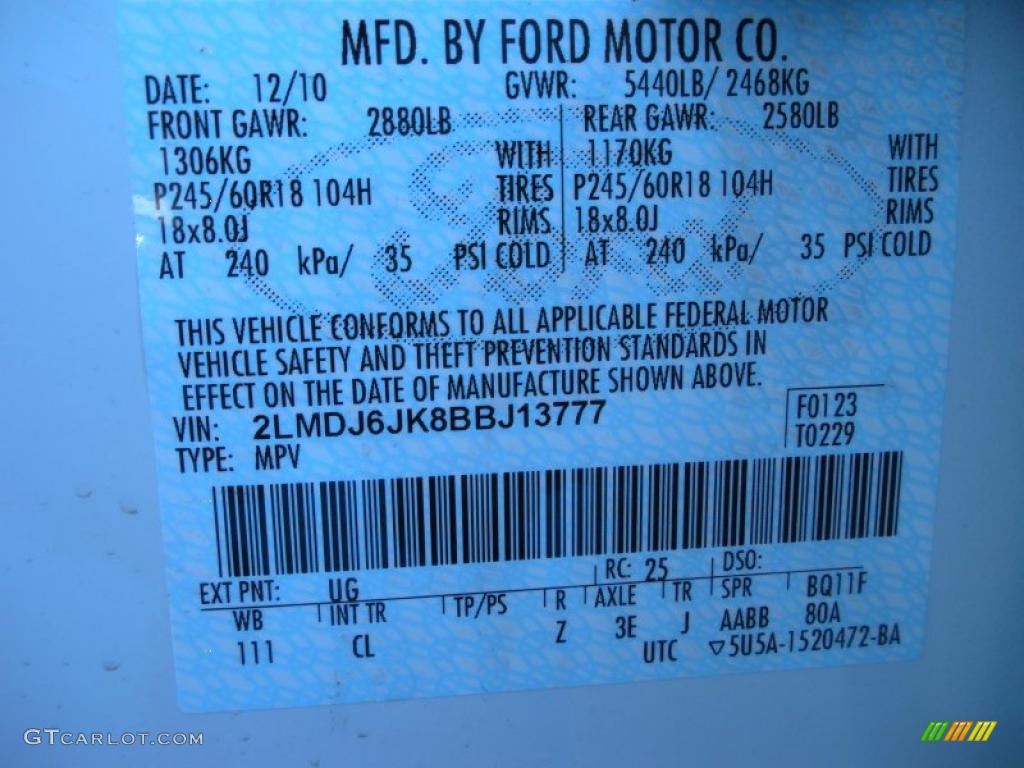 MFD. BY FORD MOTOR CO.
DATE: 12/10 GVWR: 5440LB/ 2468KG
FRONT GAWR: 2880LB REAR GAWR: 2580LB
1306KG WITH 1170KG WITH
P245/60R18 104H TIRES P245/60R18 104H TIRES
18x8.0J RIMS 18x8.0J RIMS
AT 240 kPa/ 35 PSI COLD AT 240 kPa/ 35 PSI COLD
THIS VEHICLE CONFORMS TO ALL APPLICABLE FEDERAL MOTOR
VEHICLE SAFETY AND THEFT PREVENTION STANDARDS IN
EFFECT ON THE DATE OF MANUFACTURE SHOWN ABOVE.
VIN: 2LMDJ6JK8BBJ13777 F0123
TYPE: MPV T0229
EXT PNT: UG RC: 25 DSO:
WB INT TR TP/PS R AXLE TR SPR BQ11F
111 CL Z 3E J AABB 80A
UTC ▽5U5A-1520472-BA
GTCARLOT.COM